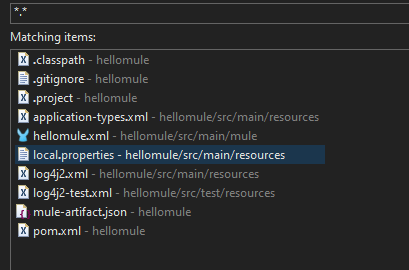 *.*
Matching items:
.classpath - hellomule
.gitignore - hellomule
.project - hellomule
application-types.xml - hellomule/src/main/resources
hellomule.xml - hellomule/src/main/mule
local.properties - hellomule/src/main/resources
log4j2.xml - hellomule/src/main/resources
log4j2-test.xml - hellomule/src/test/resources
mule-artifact.json - hellomule
pom.xml - hellomule